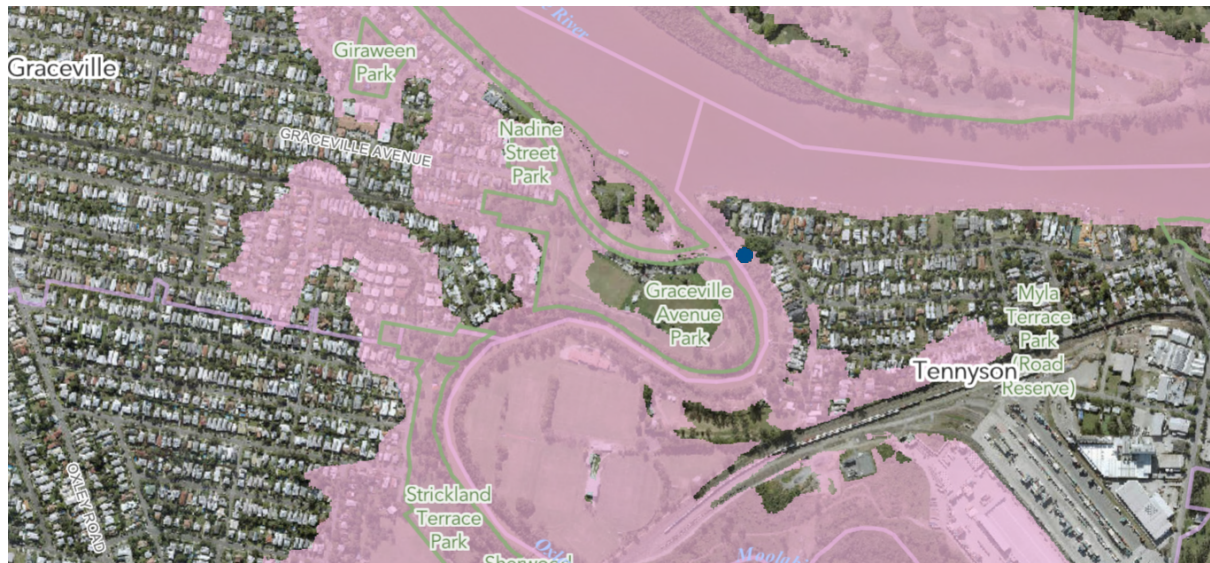 River
Giraween
Park
Graceville
GRACEVILLE AVENUE
Nadine
Street
Park
Graceville
Avenue
Park
Myla
Terrace
Park
(Road
Reserve)
Tennyson
OXLEY ROAD
Strickland
Terrace
Park
Sherwood